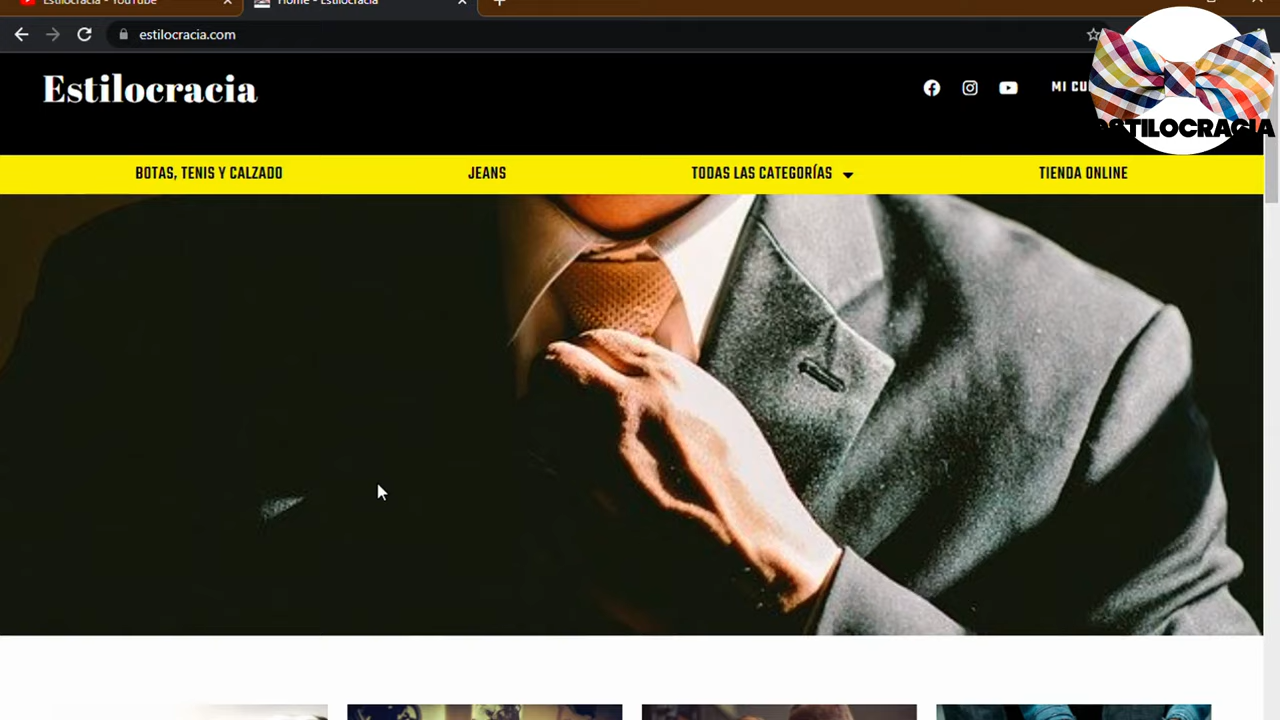 Estilocracia - YouTube
Home - Estilocracia
estilocracia.com
Estilocracia
MI CU
ESTILOCRACIA
BOTAS, TENIS Y CALZADO
JEANS
TODAS LAS CATEGORÍAS
TIENDA ONLINE